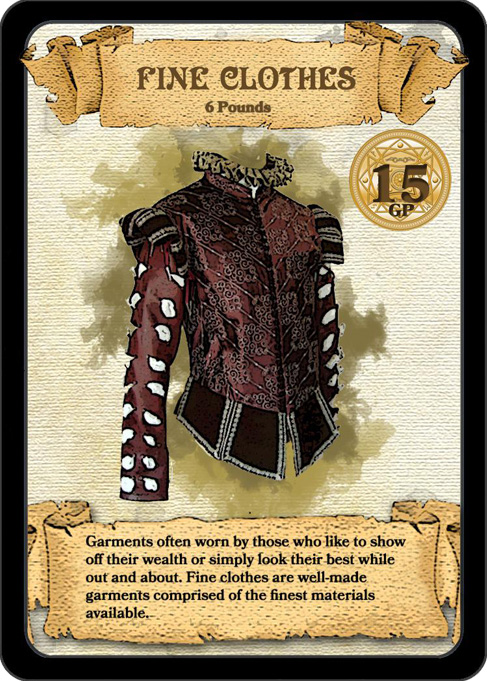 FINE CLOTHES
6 Pounds
15
GP
Garments often worn by those who like to show
off their wealth or simply look their best while
out and about. Fine clothes are well-made
garments comprised of the finest materials
available.